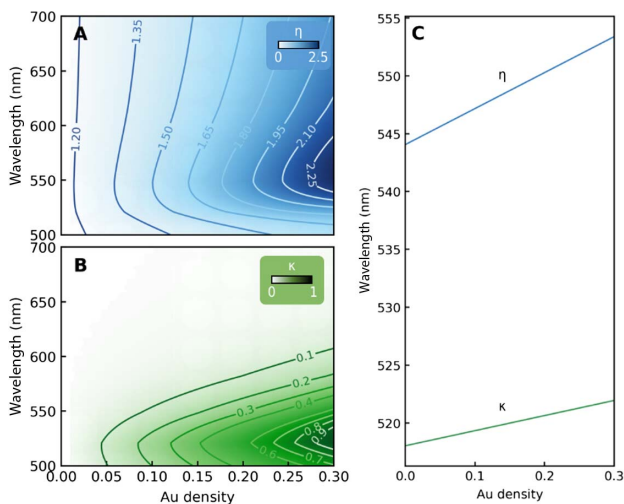 A
η
0 2.5
1.20
1.35
1.50
1.65
1.80
1.95
2.10
2.25
700
650
600
550
500
Wavelength (nm)
B
κ
0 1
0.1
0.2
0.3
0.4
0.6
0.7
0.8
0.9
700
650
600
550
500
Wavelength (nm)
0.00 0.05 0.10 0.15 0.20 0.25 0.30
Au density
C
η
κ
555
550
545
540
535
530
525
520
Wavelength (nm)
0.0 0.1 0.2 0.3
Au density